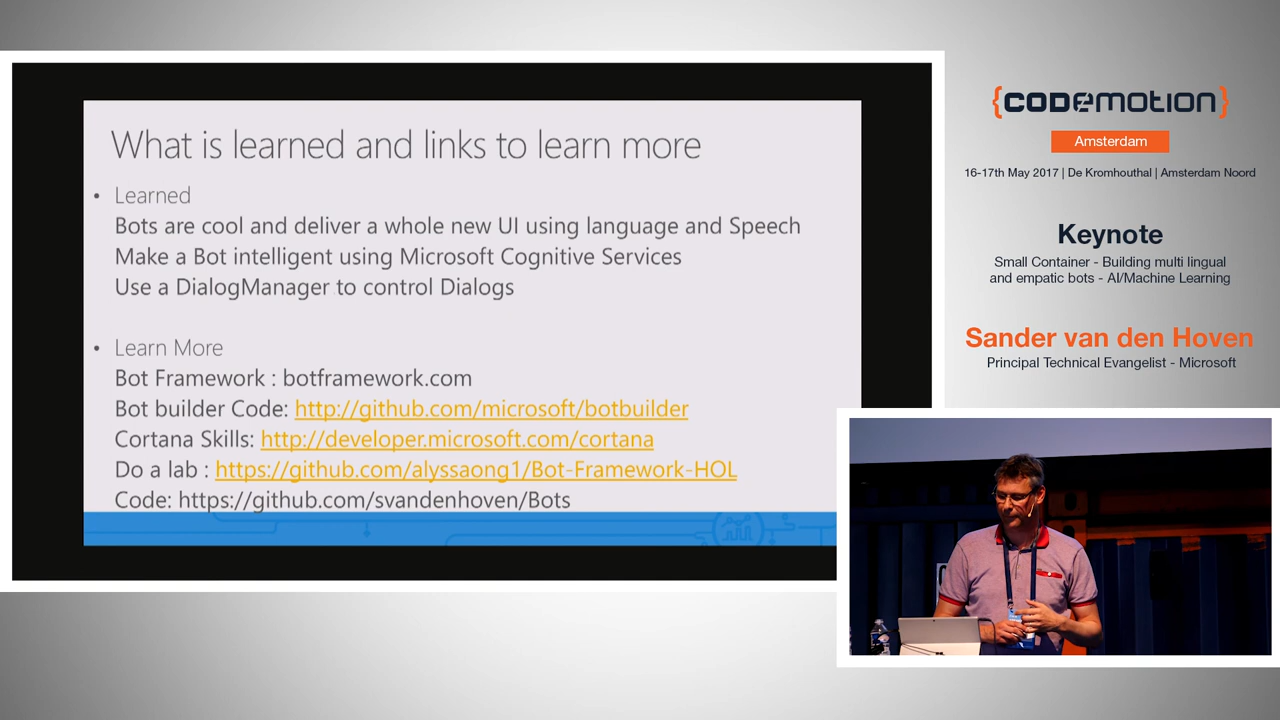 What is learned and links to learn more
• Learned
Bots are cool and deliver a whole new UI using language and Speech
Make a Bot intelligent using Microsoft Cognitive Services
Use a DialogManager to control Dialogs
• Learn More
Bot Framework : botframework.com
Bot builder Code: http://github.com/microsoft/botbuilder
Cortana Skills: http://developer.microsoft.com/cortana
Do a lab : https://github.com/alyssaong1/Bot-Framework-HOL
Code: https://github.com/svandenhoven/Bots
{CODEMOTION}
Amsterdam
16-17th May 2017 | De Kromhouthal | Amsterdam Noord
Keynote
Small Container - Building multi lingual
and empatic bots - AI/Machine Learning
Sander van den Hoven
Principal Technical Evangelist - Microsoft